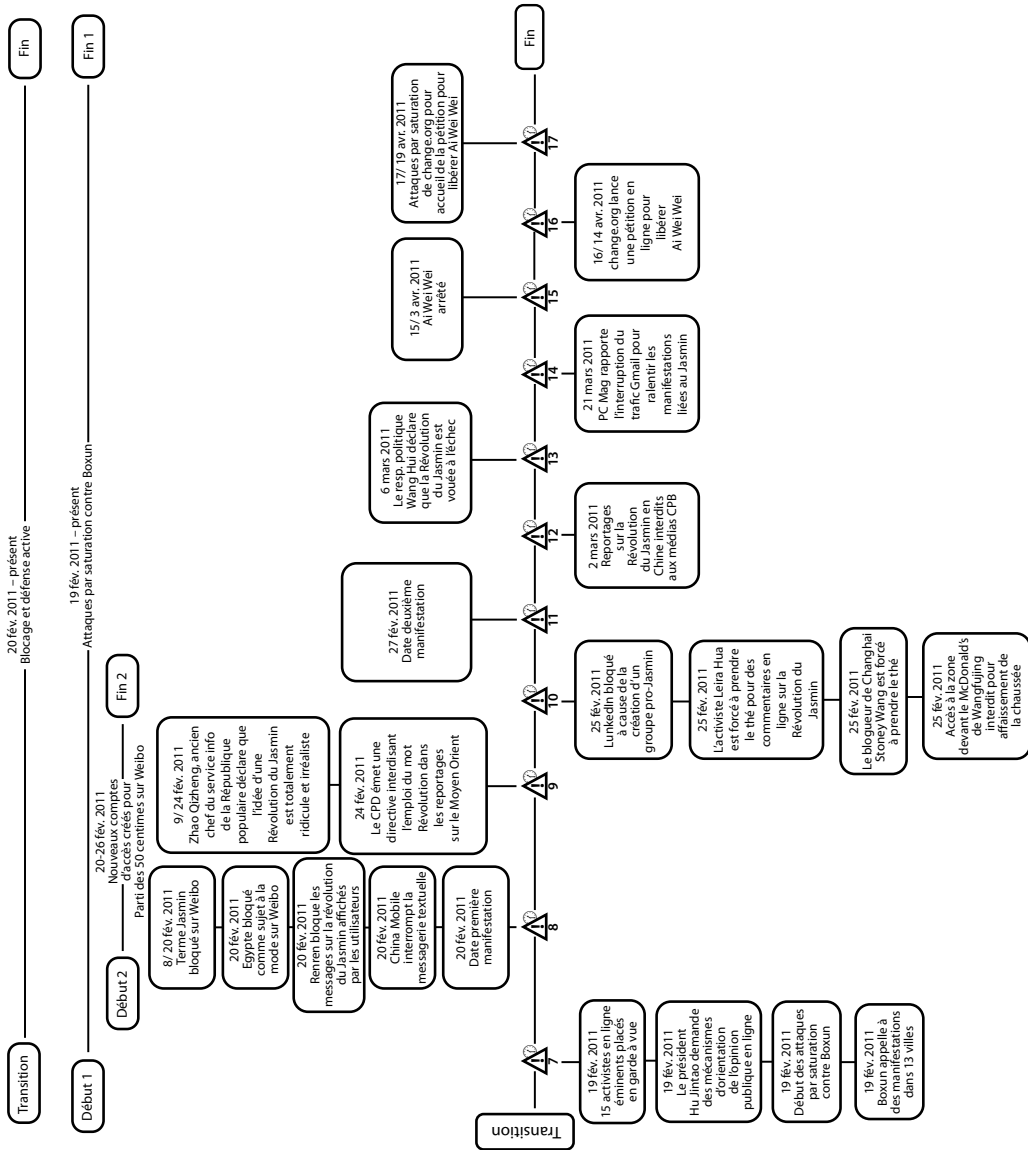 Transition
20 fév. 2011 – présent
Blocage et défense active
Fin
Début 1
19 fév. 2011 – présent
Attaques par saturation contre Boxun
Fin 1
Début 2
20-26 fév. 2011
Nouveaux comptes
d'accès créés pour
Parti des 50 centimes sur Weibo
Fin 2
8/ 20 fév. 2011
Terme Jasmin
bloqué sur Weibo
20 fév. 2011
Egypte bloqué
comme sujet à la
mode sur Weibo
20 fév. 2011
Renren bloque les
messages sur la révolution
du Jasmin affichés
par les utilisateurs
20 fév. 2011
China Mobile
interrompt la
messagerie textuelle
20 fév. 2011
Date première
manifestation
9/ 24 fév. 2011
Zhao Qizheng, ancien
chef du service info
de la République
populaire déclare que
l'idée d'une
Révolution du Jasmin
est totalement
ridicule et irréaliste
24 fév. 2011
Le CPD émet une
directive interdisant
l'emploi du mot
Révolution dans
les reportages
sur le Moyen Orient
27 fév. 2011
Date deuxième
manifestation
6 mars 2011
Le resp. politique
Wang Hui déclare
que la Révolution
du Jasmin est
vouée à l'échec
15/ 3 avr. 2011
Ai Wei Wei
arrêté
17/ 19 avr. 2011
Attaques par saturation
de change.org pour
accueil de la pétition pour
libérer Ai Wei Wei
Transition
7
8
9
10
11
12
13
14
15
16
17
Fin
19 fév. 2011
15 activistes en ligne
éminents placés
en garde à vue
19 fév. 2011
Le président
Hu Jintao demande
des mécanismes
d'orientation
de l'opinion
publique en ligne
19 fév. 2011
Début des attaques
par saturation
contre Boxun
19 fév. 2011
Boxun appelle à
des manifestations
dans 13 villes
25 fév. 2011
LunkedIn bloqué
à cause de la
création d'un
groupe pro-Jasmin
25 fév. 2011
L'activiste Leira Hua
est forcé à prendre
le thé pour des
commentaires en
ligne sur la
Révolution du
Jasmin
25 fév. 2011
Le blogueur de Changhai
Stoney Wang est forcé
à prendre le thé
25 fév. 2011
Accès à la zone
devant le McDonald's
de Wangfujing
interdit pour
affaissement de
la chaussée
2 mars 2011
Reportages
sur la
Révolution
du Jasmin en
Chine interdits
aux médias CPB
21 mars 2011
PC Mag rapporte
l'interruption du
trafic Gmail pour
ralentir les
manifestations
liées au Jasmin
16/ 14 avr. 2011
change.org lance
une pétition en
ligne pour
libérer
Ai Wei Wei